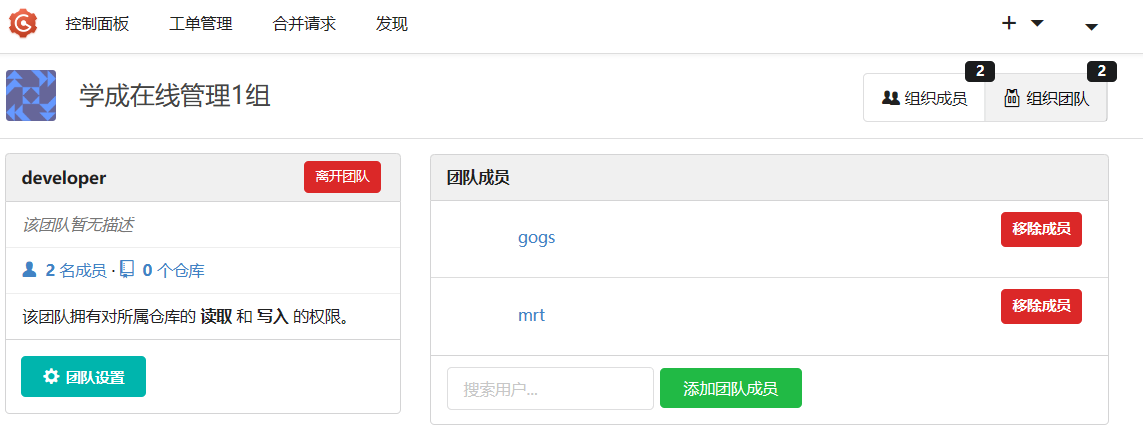 控制面板 工单管理 合并请求 发现
学成在线管理1组
组织成员 2 组织团队 2
developer 离开团队
该团队暂无描述
2 名成员 · 0 个仓库
该团队拥有对所属仓库的 读取 和 写入 的权限。
团队设置
团队成员
gogs 移除成员
mrt 移除成员
搜索用户... 添加团队成员